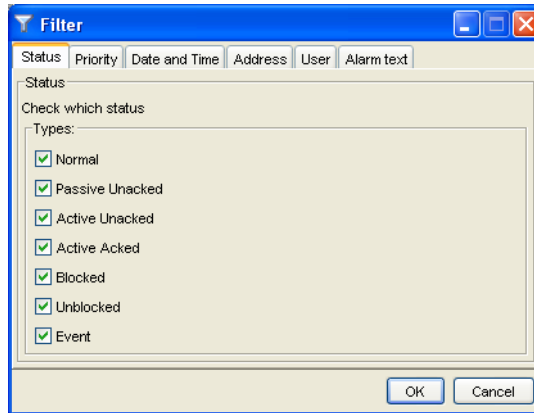 Filter
Status Priority Date and Time Address User Alarm text
Status
Check which status
Types:
Normal
Passive Unacked
Active Unacked
Active Acked
Blocked
Unblocked
Event
OK Cancel